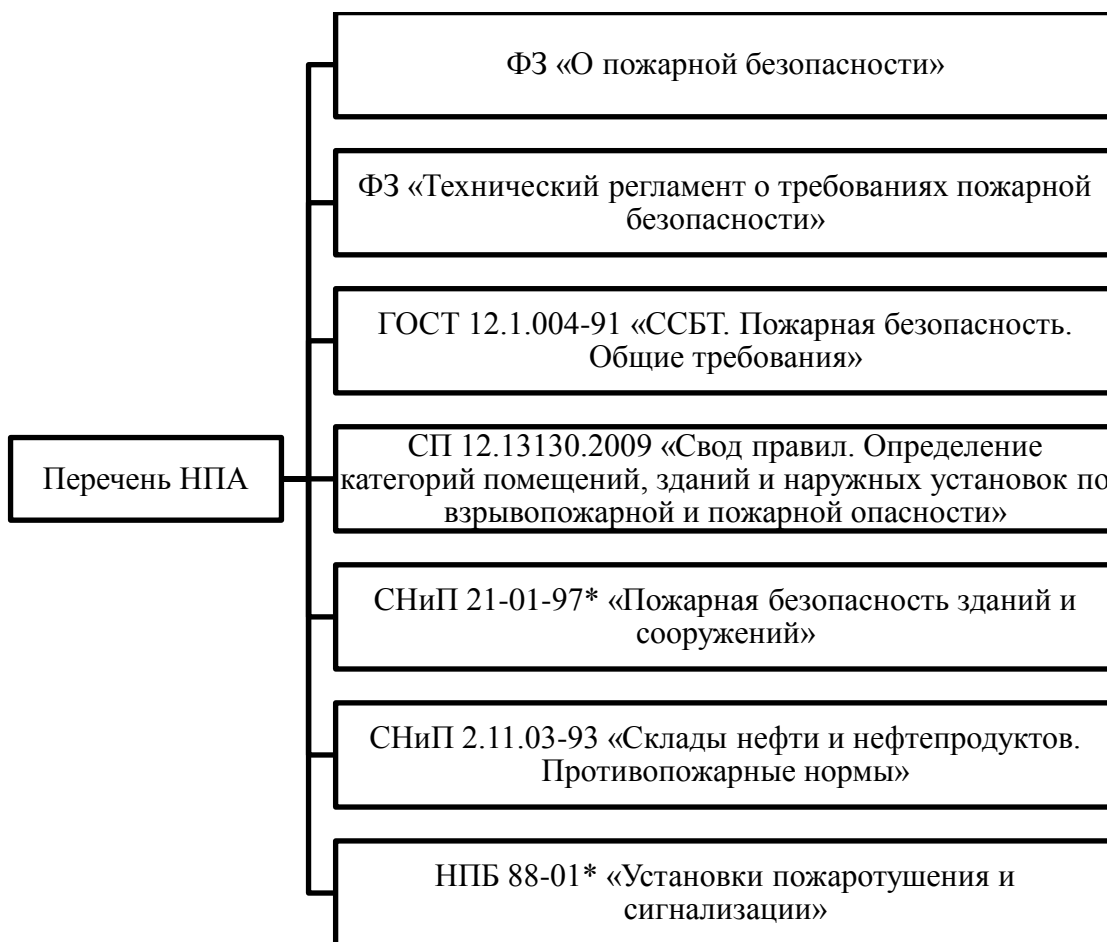 ФЗ «О пожарной безопасности»
ФЗ «Технический регламент о требованиях пожарной
безопасности»
ГОСТ 12.1.004-91 «ССБТ. Пожарная безопасность.
Общие требования»
Перечень НПА
СП 12.13130.2009 «Свод правил. Определение
категорий помещений, зданий и наружных установок по
взрывопожарной и пожарной опасности»
СНиП 21-01-97* «Пожарная безопасность зданий и
сооружений»
СНиП 2.11.03-93 «Склады нефти и нефтепродуктов.
Противопожарные нормы»
НПБ 88-01* «Установки пожаротушения и
сигнализации»